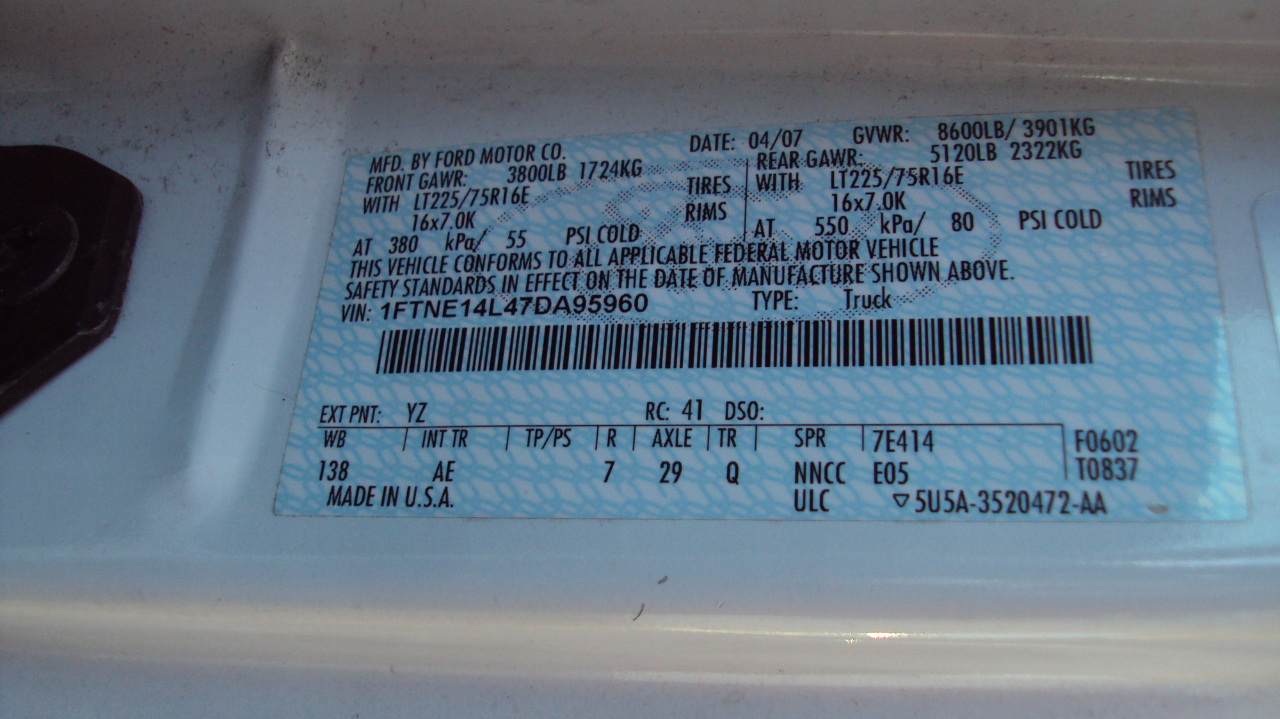 MFD. BY FORD MOTOR CO. DATE: 04/07 GVWR: 8600LB/ 3901KG
FRONT GAWR: 3800LB 1724KG REAR GAWR: 5120LB 2322KG
WITH LT225/75R16E TIRES WITH LT225/75R16E TIRES
16x7.0K RIMS 16x7.0K RIMS
AT 380 kPa/ 55 PSI COLD AT 550 kPa/ 80 PSI COLD
THIS VEHICLE CONFORMS TO ALL APPLICABLE FEDERAL MOTOR VEHICLE
SAFETY STANDARDS IN EFFECT ON THE DATE OF MANUFACTURE SHOWN ABOVE.
VIN: 1FTNE14L47DA95960 TYPE: Truck
EXT PNT: YZ RC: 41 DSO:
WB INT TR TP/PS R AXLE TR SPR 7E414 F0602
138 AE 7 29 Q NNCC E05 T0837
MADE IN U.S.A. ULC ▽5U5A-3520472-AA